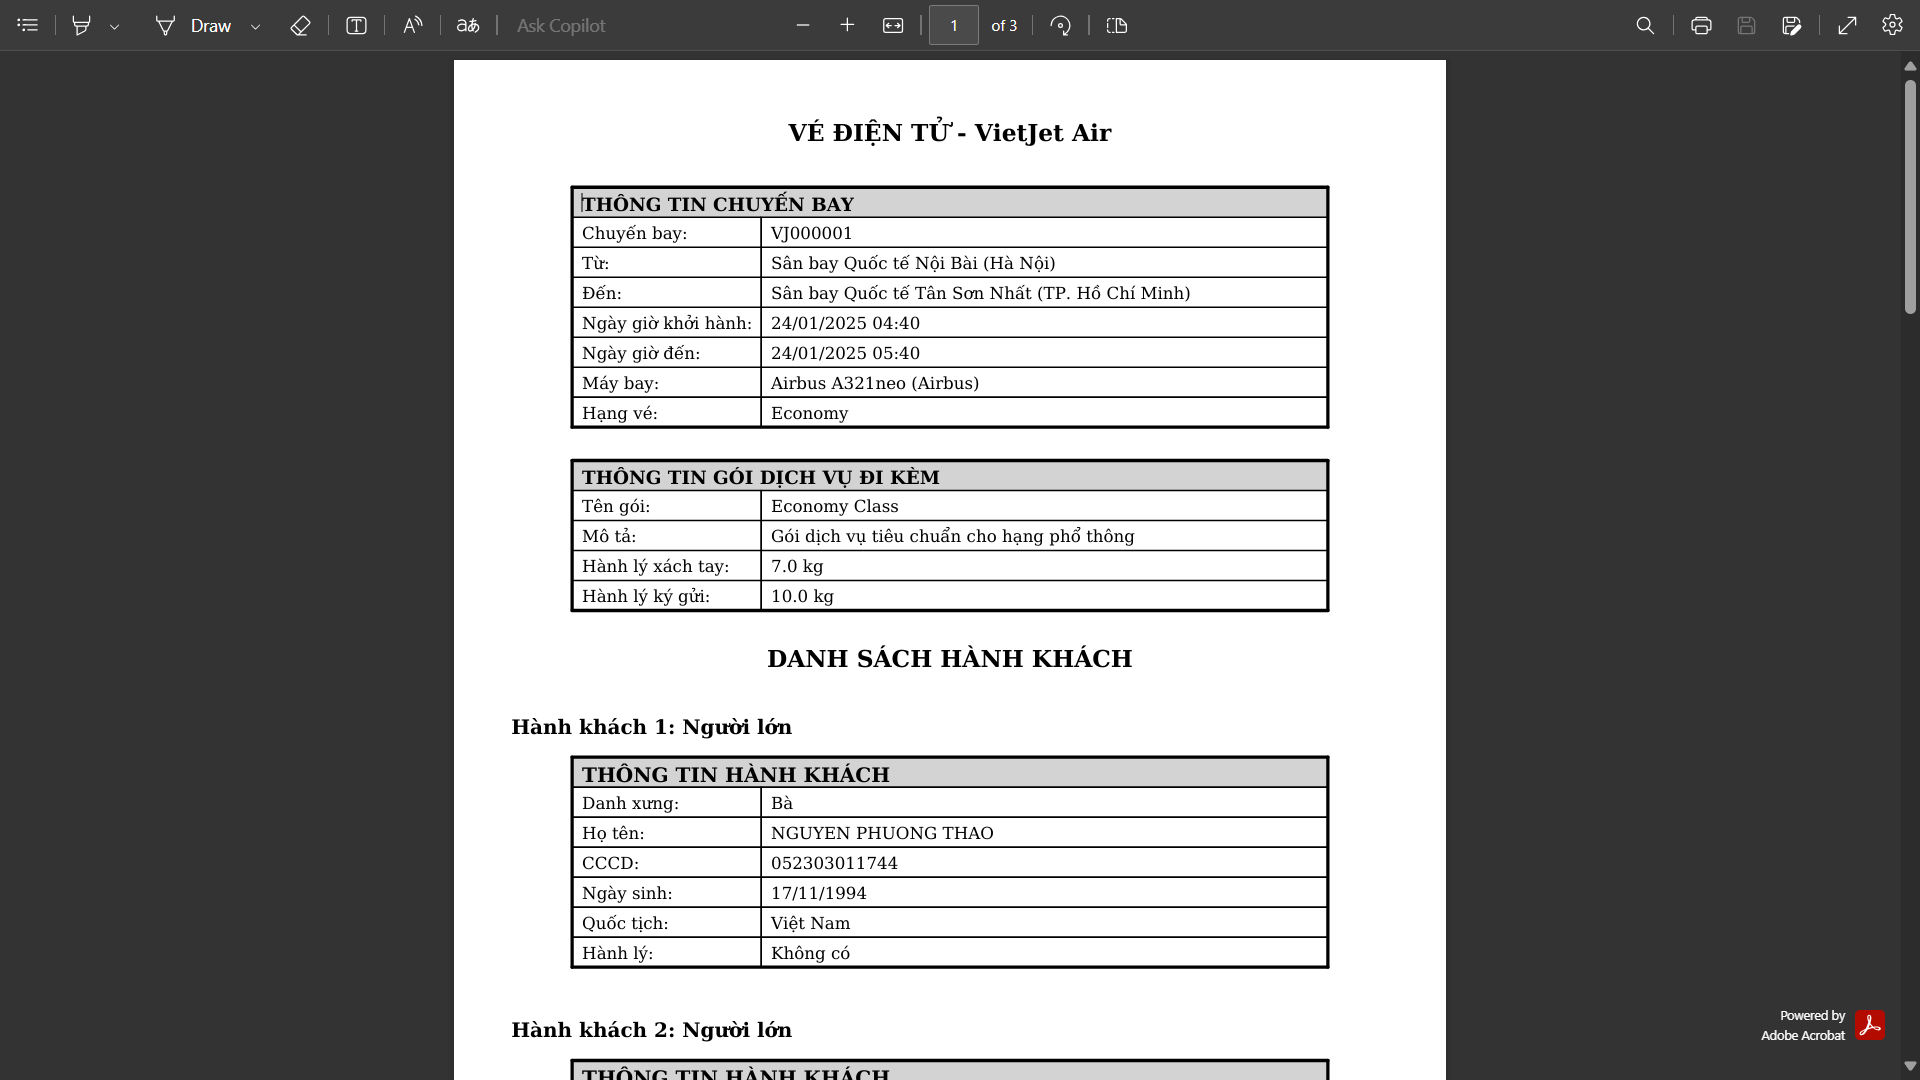 Draw
Ask Copilot
1 of 3
VÉ ĐIỆN TỬ - VietJet Air
THÔNG TIN CHUYẾN BAY
Chuyến bay: VJ000001
Từ: Sân bay Quốc tế Nội Bài (Hà Nội)
Đến: Sân bay Quốc tế Tân Sơn Nhất (TP. Hồ Chí Minh)
Ngày giờ khởi hành: 24/01/2025 04:40
Ngày giờ đến: 24/01/2025 05:40
Máy bay: Airbus A321neo (Airbus)
Hạng vé: Economy
THÔNG TIN GÓI DỊCH VỤ ĐI KÈM
Tên gói: Economy Class
Mô tả: Gói dịch vụ tiêu chuẩn cho hạng phổ thông
Hành lý xách tay: 7.0 kg
Hành lý ký gửi: 10.0 kg
DANH SÁCH HÀNH KHÁCH
Hành khách 1: Người lớn
THÔNG TIN HÀNH KHÁCH
Danh xưng: Bà
Họ tên: NGUYEN PHUONG THAO
CCCD: 052303011744
Ngày sinh: 17/11/1994
Quốc tịch: Việt Nam
Hành lý: Không có
Hành khách 2: Người lớn
THÔNG TIN HÀNH KHÁCH
Powered by
Adobe Acrobat